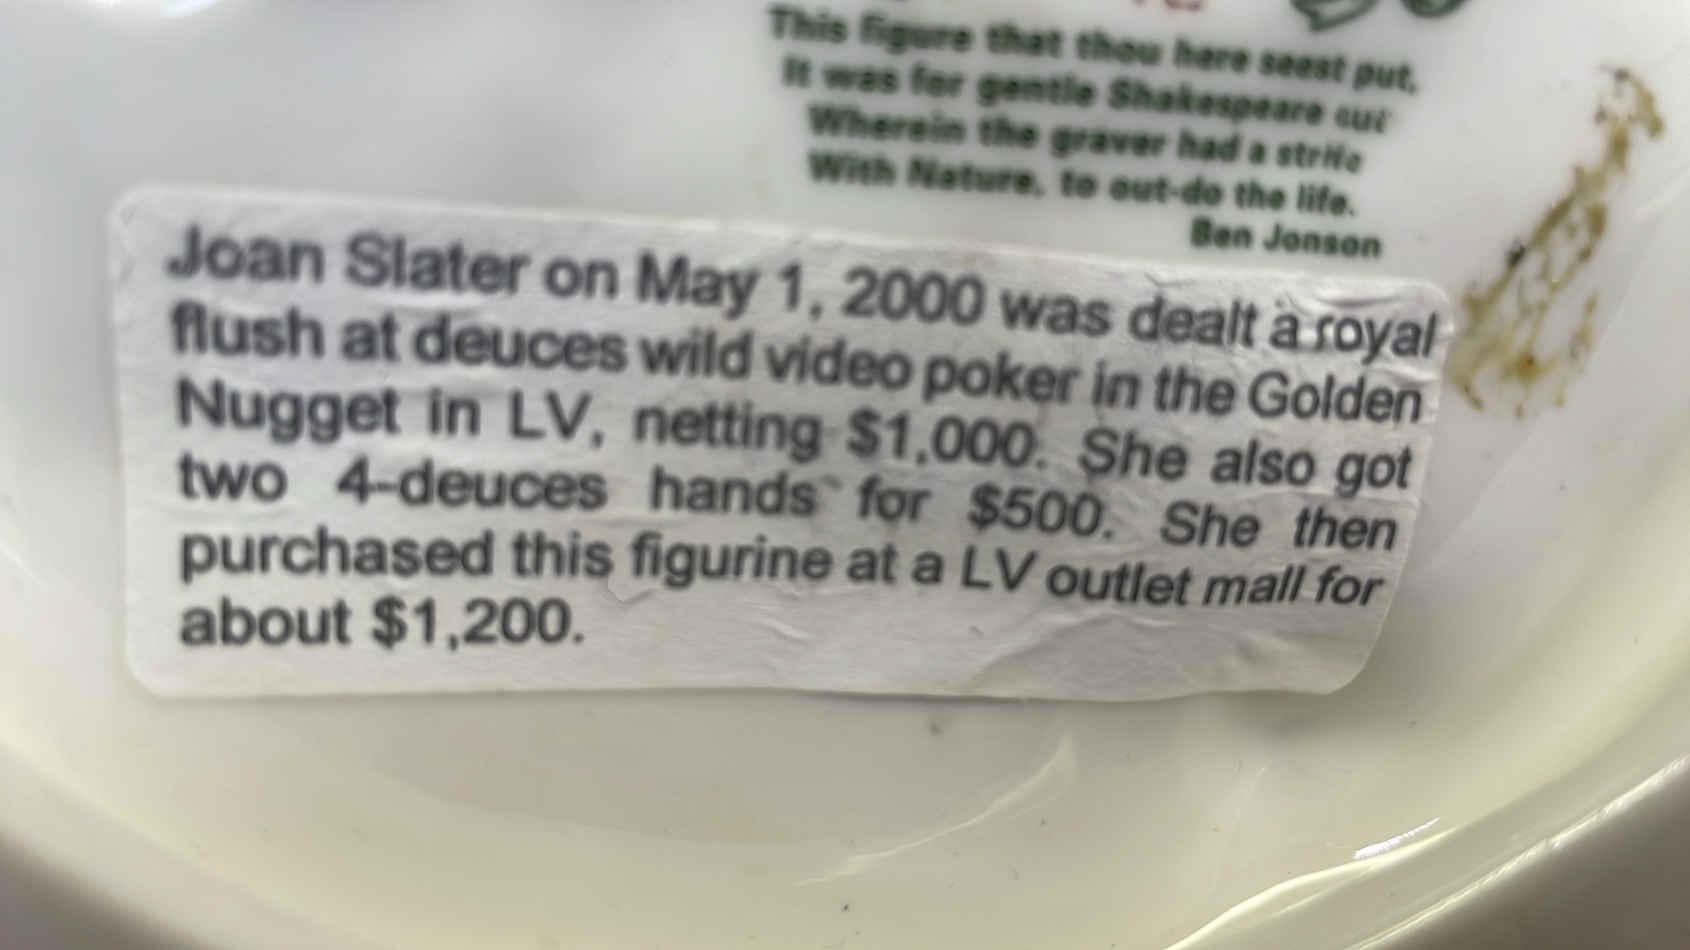 This figure that thou here seest put,
It was for gentle Shakespeare cut
Wherein the graver had a strife
With Nature, to out-do the life.
Ben Jonson
Joan Slater on May 1, 2000 was dealt a royal
flush at deuces wild video poker in the Golden
Nugget in LV, netting $1,000. She also got
two 4-deuces hands for $500. She then
purchased this figurine at a LV outlet mall for
about $1,200.